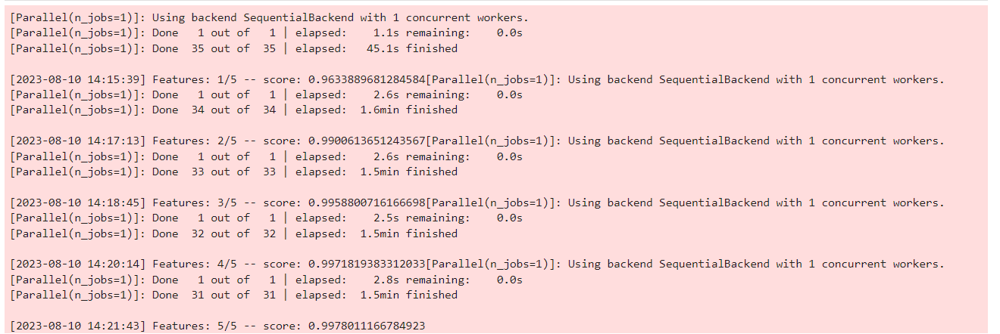 [Parallel(n_jobs=1)]: Using backend SequentialBackend with 1 concurrent workers.
[Parallel(n_jobs=1)]: Done   1 out of   1 | elapsed:    1.1s remaining:    0.0s
[Parallel(n_jobs=1)]: Done  35 out of  35 | elapsed:   45.1s finished
[2023-08-10 14:15:39] Features: 1/5 -- score: 0.9633889681284584[Parallel(n_jobs=1)]: Using backend SequentialBackend with 1 concurrent workers.
[Parallel(n_jobs=1)]: Done   1 out of   1 | elapsed:    2.6s remaining:    0.0s
[Parallel(n_jobs=1)]: Done  34 out of  34 | elapsed:  1.6min finished
[2023-08-10 14:17:13] Features: 2/5 -- score: 0.9900613651243567[Parallel(n_jobs=1)]: Using backend SequentialBackend with 1 concurrent workers.
[Parallel(n_jobs=1)]: Done   1 out of   1 | elapsed:    2.6s remaining:    0.0s
[Parallel(n_jobs=1)]: Done  33 out of  33 | elapsed:  1.5min finished
[2023-08-10 14:18:45] Features: 3/5 -- score: 0.9958800716166698[Parallel(n_jobs=1)]: Using backend SequentialBackend with 1 concurrent workers.
[Parallel(n_jobs=1)]: Done   1 out of   1 | elapsed:    2.5s remaining:    0.0s
[Parallel(n_jobs=1)]: Done  32 out of  32 | elapsed:  1.5min finished
[2023-08-10 14:20:14] Features: 4/5 -- score: 0.9971819383312033[Parallel(n_jobs=1)]: Using backend SequentialBackend with 1 concurrent workers.
[Parallel(n_jobs=1)]: Done   1 out of   1 | elapsed:    2.8s remaining:    0.0s
[Parallel(n_jobs=1)]: Done  31 out of  31 | elapsed:  1.5min finished
[2023-08-10 14:21:43] Features: 5/5 -- score: 0.9978011166784923